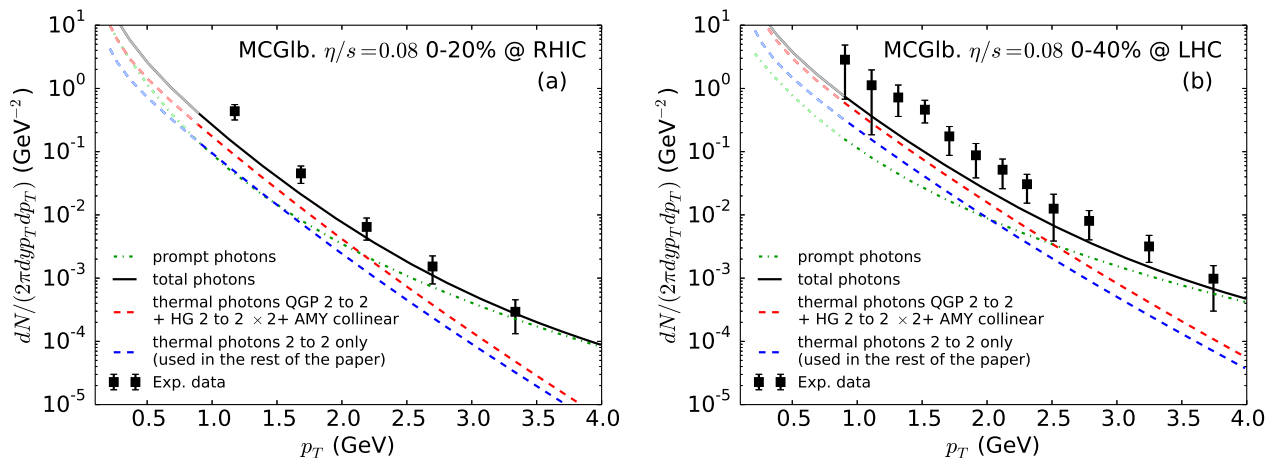 MCGlb. η/s=0.08 0-20% @ RHIC
(a)
dN/(2πdyp_T dp_T) (GeV⁻²)
10¹
10⁰
10⁻¹
10⁻²
10⁻³
10⁻⁴
10⁻⁵
prompt photons
total photons
thermal photons QGP 2 to 2
+ HG 2 to 2 ×2+ AMY collinear
thermal photons 2 to 2 only
(used in the rest of the paper)
Exp. data
0.5 1.0 1.5 2.0 2.5 3.0 3.5 4.0
p_T (GeV)
MCGlb. η/s=0.08 0-40% @ LHC
(b)
dN/(2πdyp_T dp_T) (GeV⁻²)
10¹
10⁰
10⁻¹
10⁻²
10⁻³
10⁻⁴
10⁻⁵
prompt photons
total photons
thermal photons QGP 2 to 2
+ HG 2 to 2 ×2+ AMY collinear
thermal photons 2 to 2 only
(used in the rest of the paper)
Exp. data
0.5 1.0 1.5 2.0 2.5 3.0 3.5 4.0
p_T (GeV)